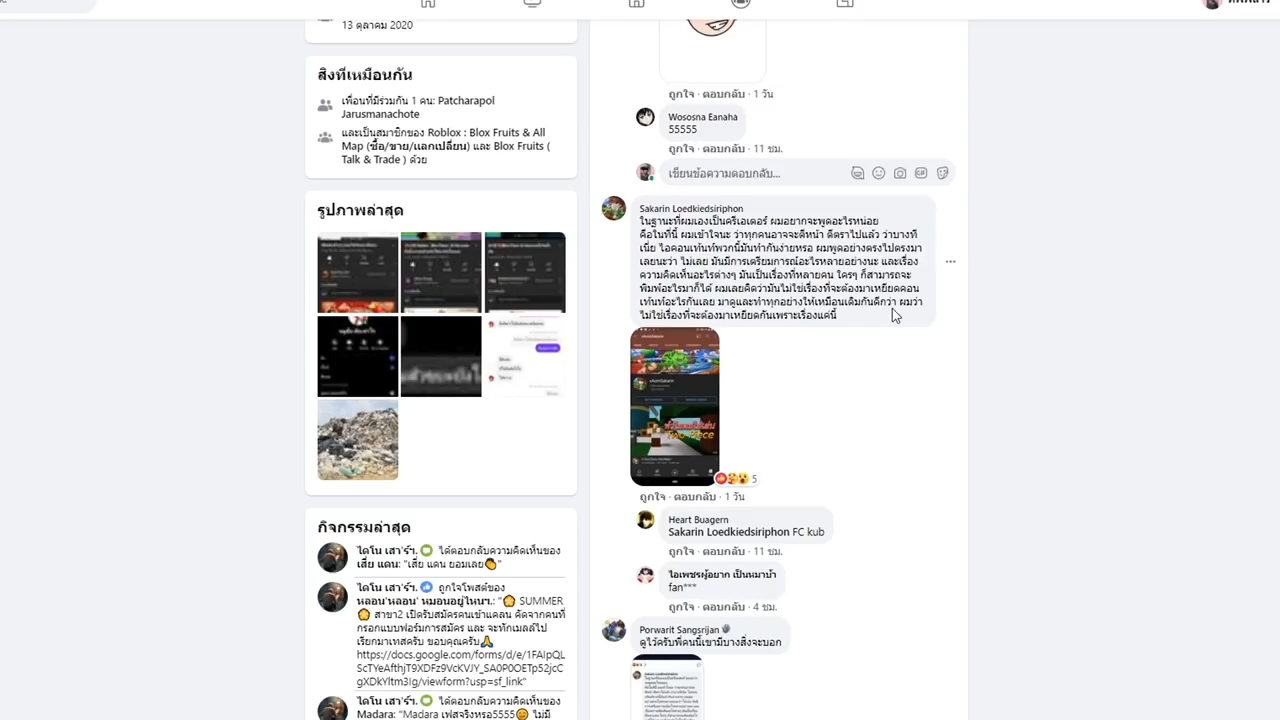 13 ตุลาคม 2020
สิ่งที่เหมือนกัน
เพื่อนที่มีร่วมกัน 1 คน: Patcharapol
Jarusmanachote
และเป็นสมาชิกของ Roblox : Blox Fruits & All
Map (ซื้อ/ขาย/แลกเปลี่ยน) และ Blox Fruits (
Talk & Trade ) ด้วย
รูปภาพล่าสุด
กิจกรรมล่าสุด
ไดโน เสา'ร์ๅ. ได้ตอบกลับความคิดเห็นของ
เสี่ย แดน: "เสี่ย แดน ยอมเลย👏"
ไดโน เสา'ร์ๅ. ถูกใจโพสต์ของ
หลอน'หลอน' หมอนอยู่ไหนฯ.: "🌼 SUMMER
🌼 สาขา2 เปิดรับสมัครคนเข้าแคลน คัดจากคนที่
กรอกแบบฟอร์มการสมัคร และ จะทักเมลล์ไป
เรียกมาเทสครับ ขอบคุณครับ🙏
https://docs.google.com/forms/d/e/1FAIpQL
gXDKNltnt3Ig/viewform?usp=sf_link"
ไดโน เสา'ร์ๅ. ได้ตอบกลับความคิดเห็นของ
Madara: "Madara เฟสจริงหรอ5555😊 ไม่มี
ถูกใจ · ตอบกลับ · 1 วัน
Wososna Eanaha
55555
ถูกใจ · ตอบกลับ · 11 ชม.
เขียนข้อความตอบกลับ...
Sakarin Loedkiedsiriphon
ในฐานะที่ผมเองเป็นครีเอเตอร์ ผมอยากจะพูดอะไรหน่อย
คือในที่นี้ ผมเข้าใจนะ ว่าทุกคนอาจจะตีหน้า ตีตราไปแล้ว ว่าบางที
เนี่ย ไอคอนเท้นท์พวกนี้มันทำกันง่ายหรอ ผมพูดอย่างตรงไปตรงมา
เลยนะว่า ไม่เลย มันมีการเตรียมการณ์อะไรหลายอย่างนะ และเรื่อง
ความคิดเห็นอะไรต่างๆ มันเป็นเรื่องที่หลายคน ใครๆ ก็สามารถจะ
พิมพ์อะไรมาก็ได้ ผมเลยคิดว่ามันไม่ใช่เรื่องที่จะต้องมาเหยียดคอน
เท้นท์อะไรกันเลย มาดูและทำทุกอย่างให้เหมือนเดิมกันดีกว่า ผมว่า
ไม่ใช่เรื่องที่จะต้องมาเหยียดกันเพราะเรื่องแค่นี้
Two Piece
5
ถูกใจ · ตอบกลับ · 1 วัน
Heart Buagern
Sakarin Loedkiedsiriphon FC kub
ถูกใจ · ตอบกลับ · 11 ชม.
ไอเพชรผู้อยาก เป็นหมาบ้า
fan***
ถูกใจ · ตอบกลับ · 4 ชม.
Porwarit Sangsrijan
ดูไว้ครับพี่คนนี้เขามีบางสิ่งจะบอก